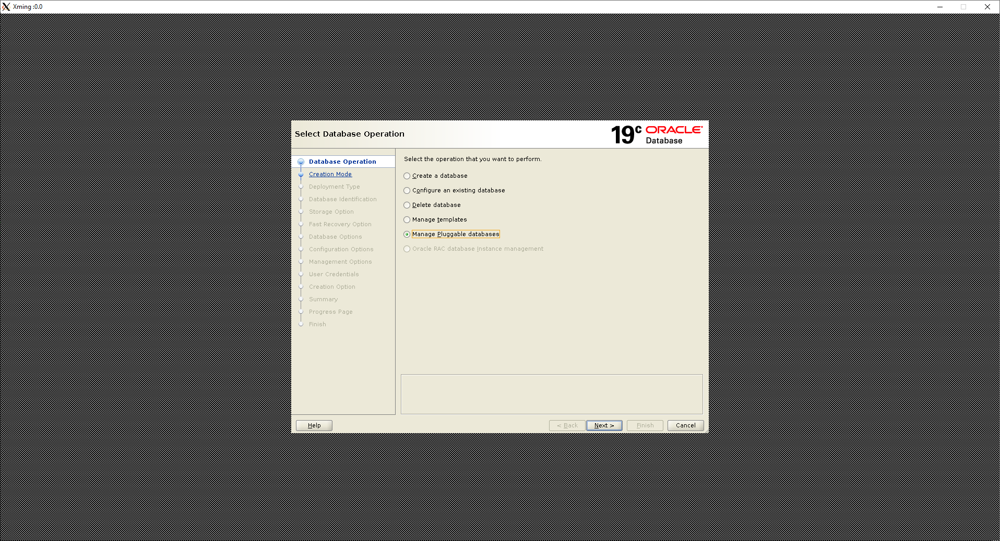 Xming :0.0
Select Database Operation
19c ORACLE
Database
Database Operation
Creation Mode
Deployment Type
Database Identification
Storage Option
Fast Recovery Option
Database Options
Configuration Options
Management Options
User Credentials
Creation Option
Summary
Progress Page
Finish
Select the operation that you want to perform.
Create a database
Configure an existing database
Delete database
Manage templates
Manage Pluggable databases
Oracle RAC database Instance management
Help
< Back
Next >
Finish
Cancel